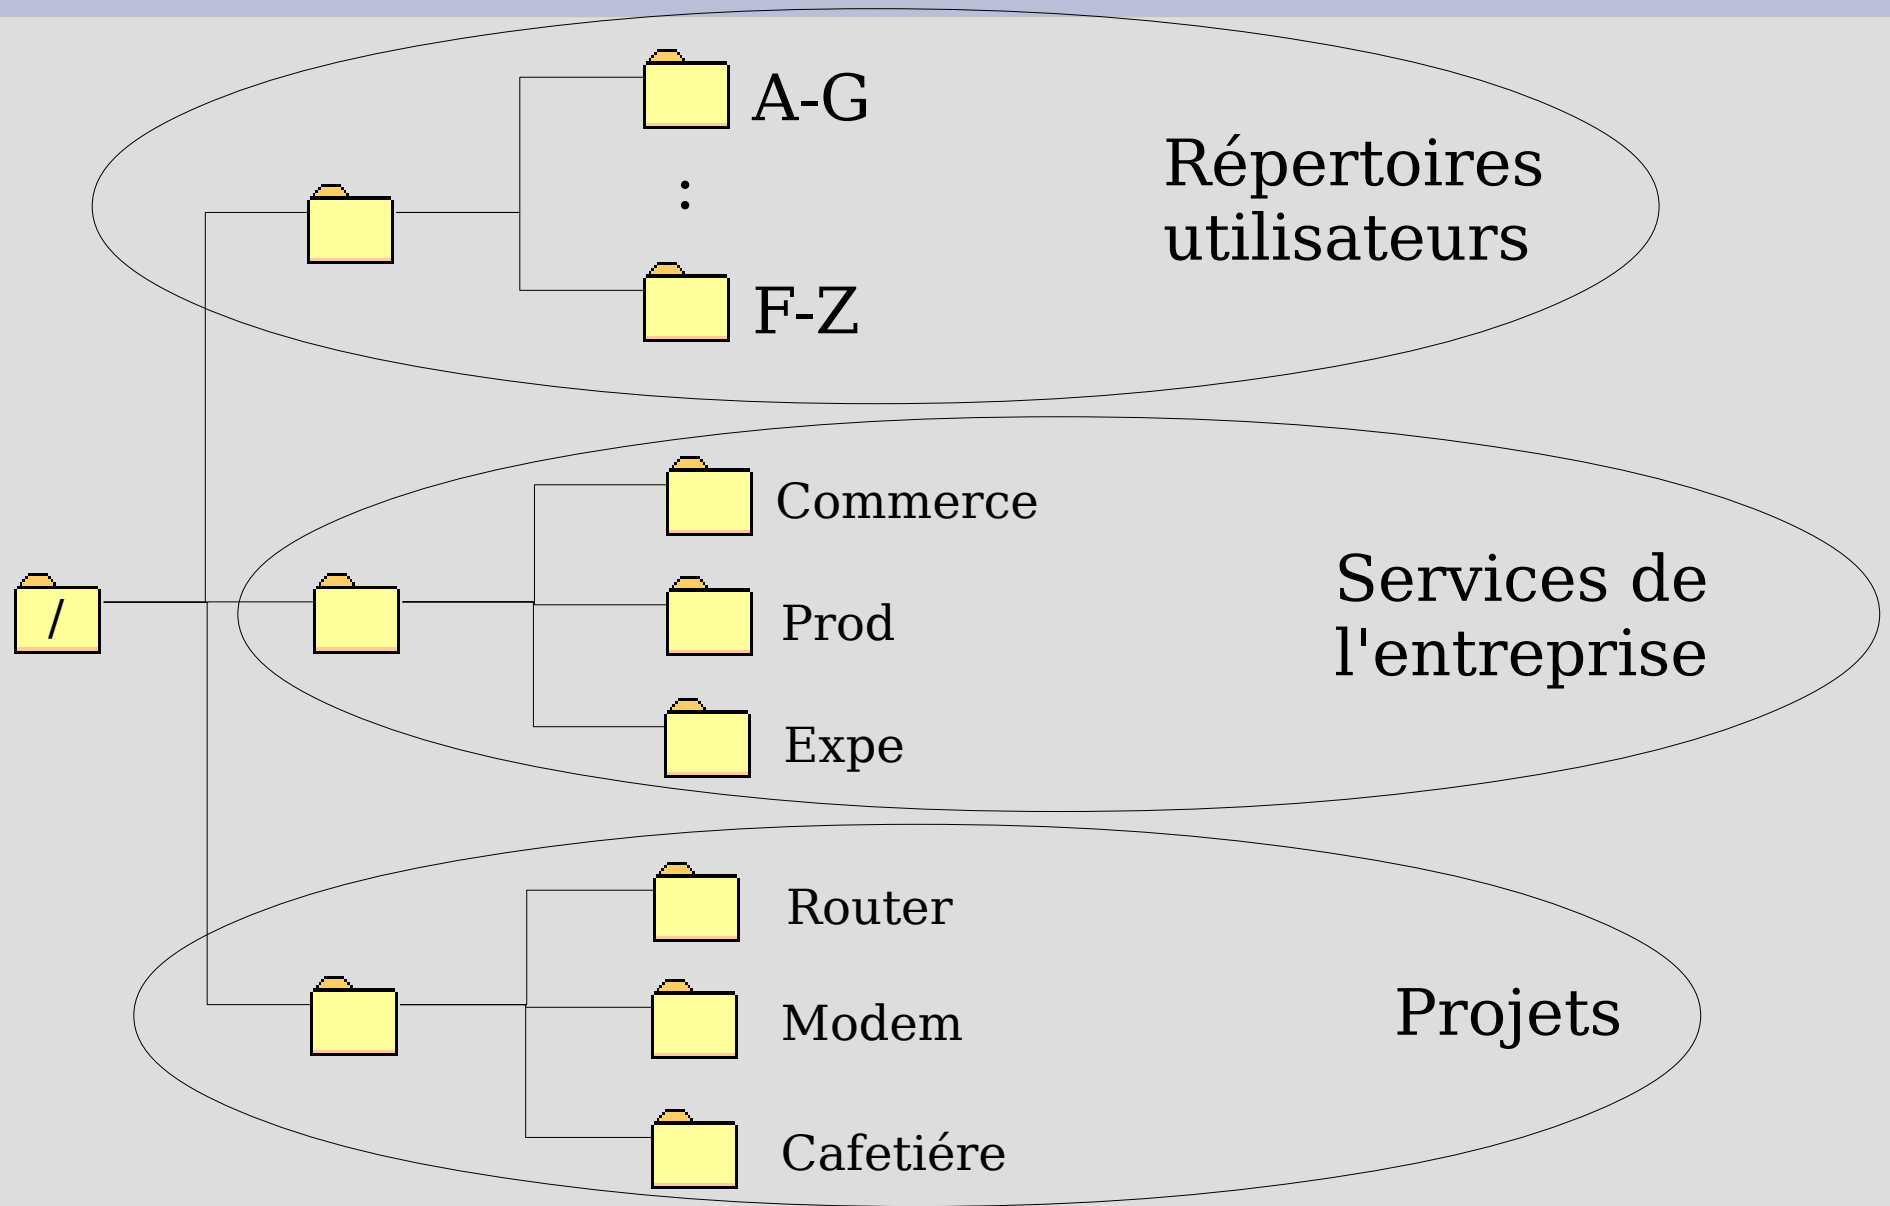 A-G
:
F-Z
Répertoires
utilisateurs
/
Commerce
Prod
Expe
Services de
l'entreprise
Router
Modem
Cafetiére
Projets